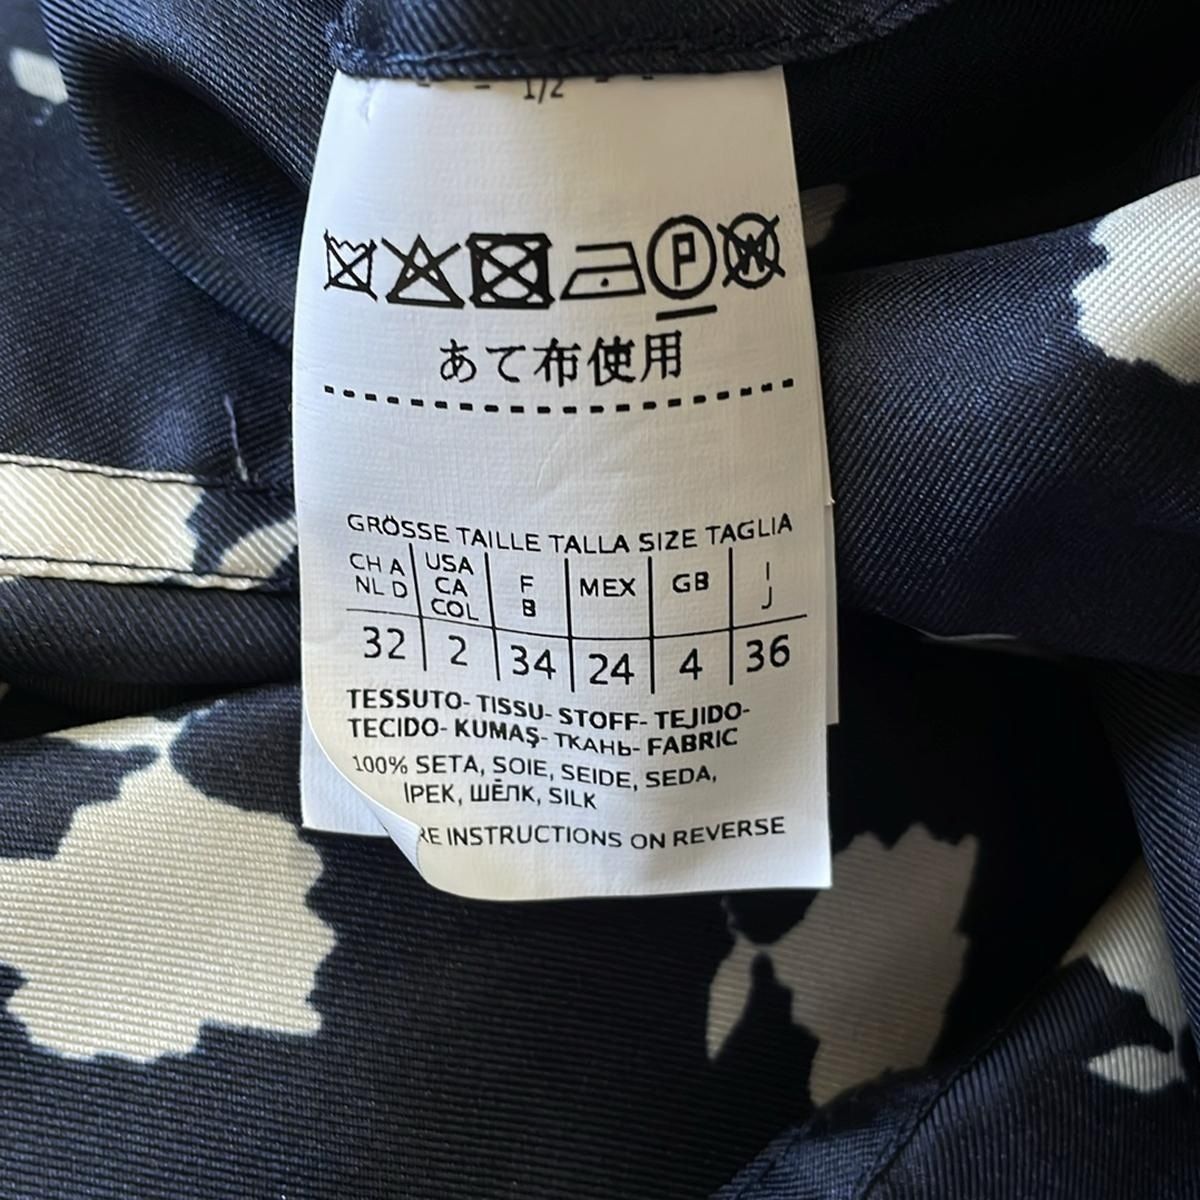 1/2
P W
あて布使用
GRÖSSE TAILLE TALLA SIZE TAGLIA
CH A NL D | USA CA COL | F B | MEX | GB | I J
32 | 2 | 34 | 24 | 4 | 36
TESSUTO- TISSU- STOFF- TEJIDO-
TECIDO- KUMAŞ- ТКАНЬ- FABRIC
100% SETA, SOIE, SEIDE, SEDA,
IPEK, ШЁЛК, SILK
RE INSTRUCTIONS ON REVERSE